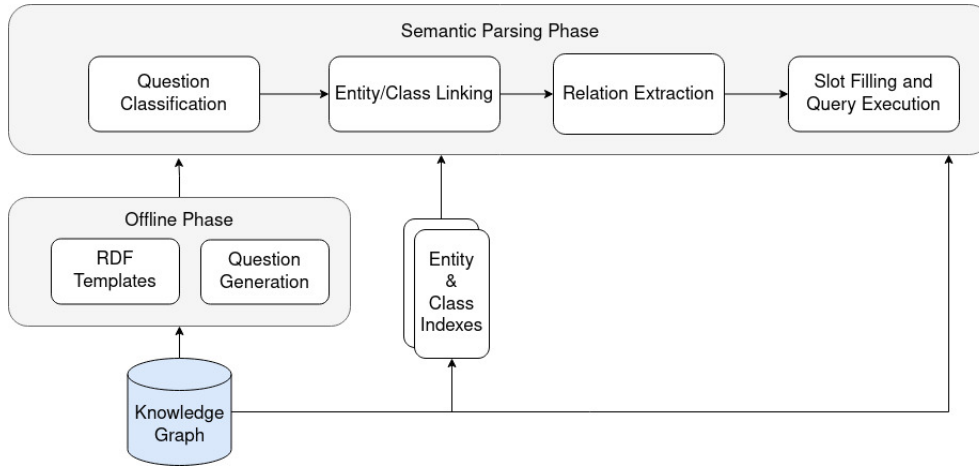 Semantic Parsing Phase
Question
Classification
Entity/Class Linking
Relation Extraction
Slot Filling and
Query Execution
Offline Phase
RDF
Templates
Question
Generation
Entity
&
Class
Indexes
Knowledge
Graph